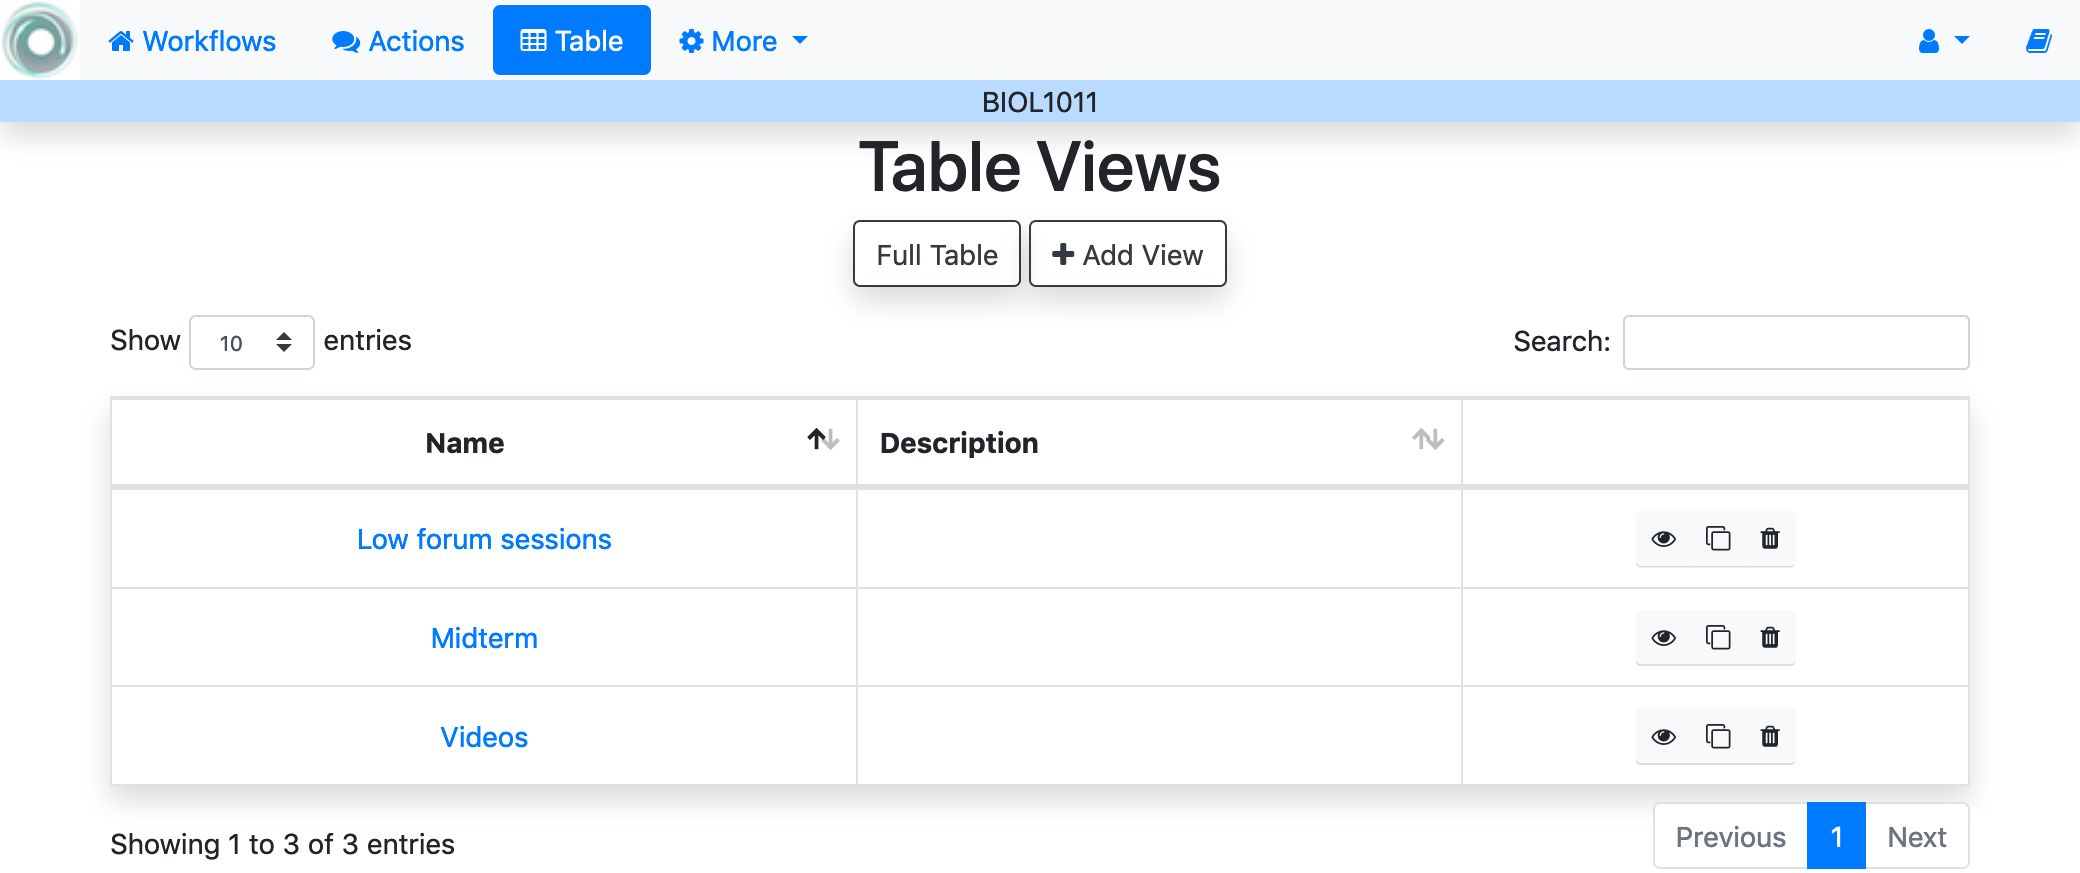 Workflows Actions Table More
BIOL1011
Table Views
Full Table Add View
Show 10 entries Search:
Name Description
Low forum sessions
Midterm
Videos
Showing 1 to 3 of 3 entries Previous 1 Next